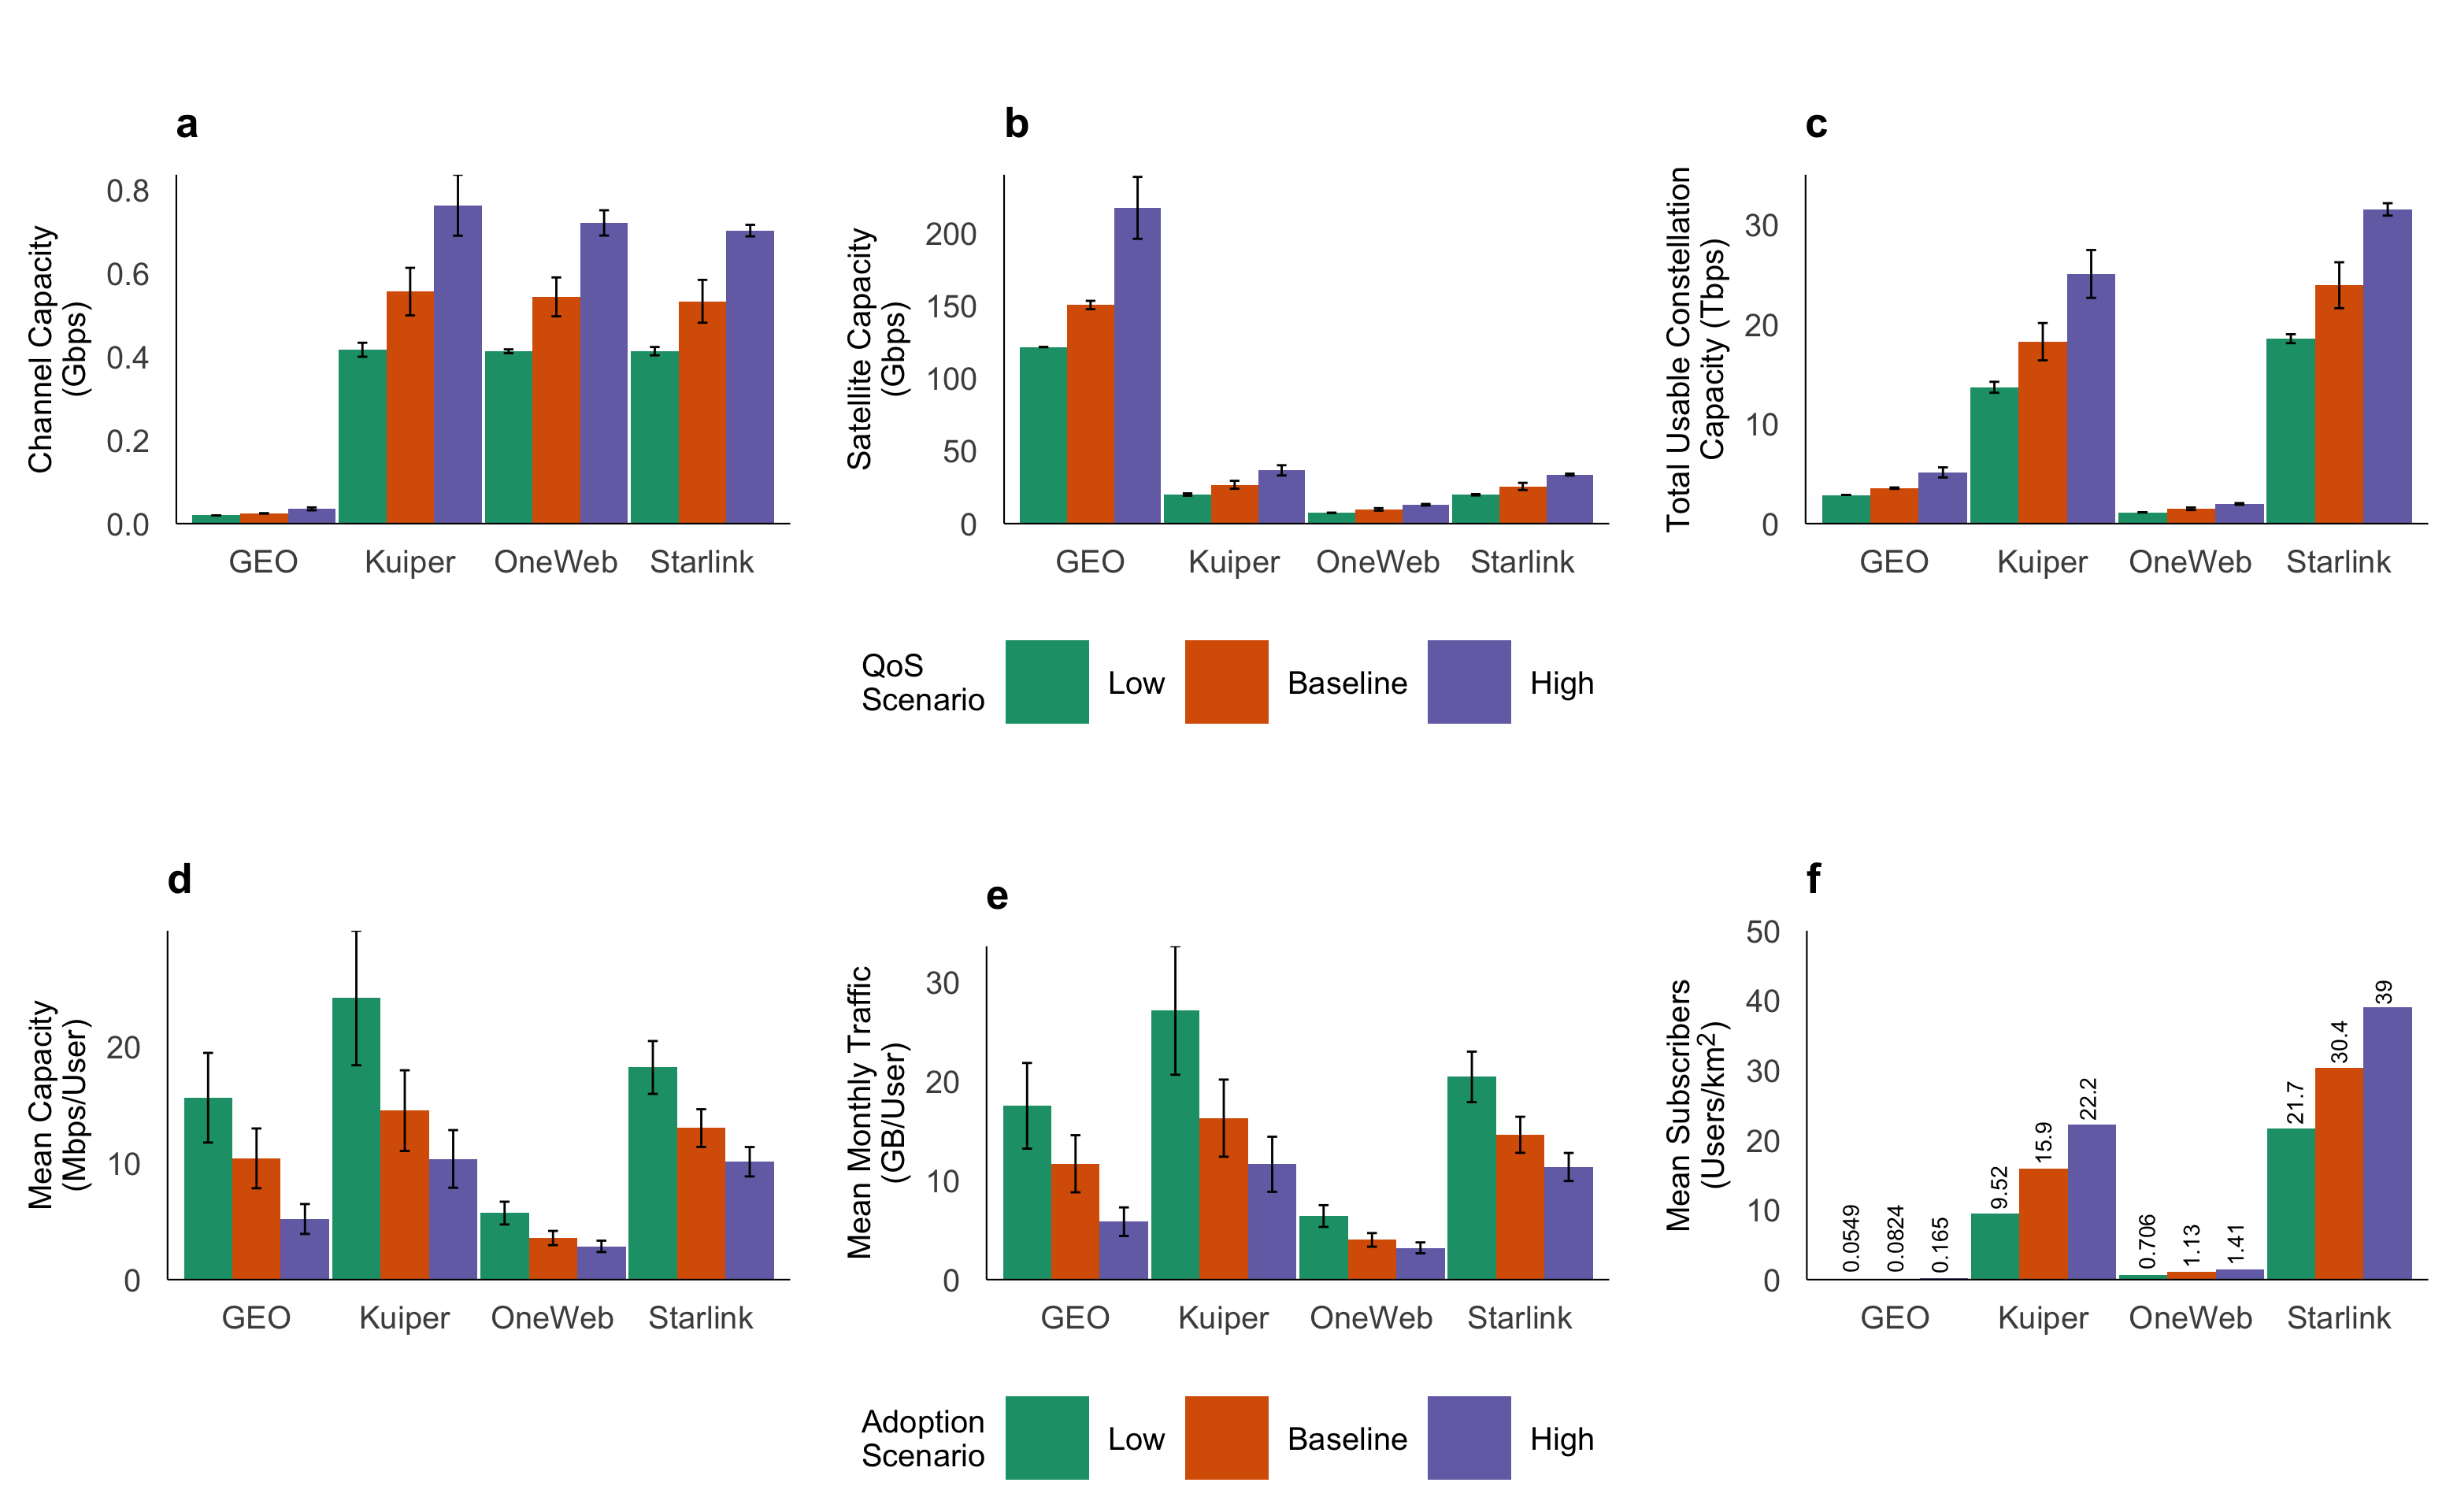 a
Channel Capacity
(Gbps)
0.8
0.6
0.4
0.2
0.0
GEO Kuiper OneWeb Starlink
b
Satellite Capacity
(Gbps)
200
150
100
50
0
GEO Kuiper OneWeb Starlink
c
Total Usable Constellation
Capacity (Tbps)
30
20
10
0
GEO Kuiper OneWeb Starlink
QoS
Scenario
Low Baseline High
d
Mean Capacity
(Mbps/User)
20
10
0
GEO Kuiper OneWeb Starlink
e
Mean Monthly Traffic
(GB/User)
30
20
10
0
GEO Kuiper OneWeb Starlink
f
Mean Subscribers
(Users/km²)
50
40
30
20
10
0
0.0549
0.0824
0.165
9.52
15.9
22.2
0.706
1.13
1.41
21.7
30.4
39
GEO Kuiper OneWeb Starlink
Adoption
Scenario
Low Baseline High